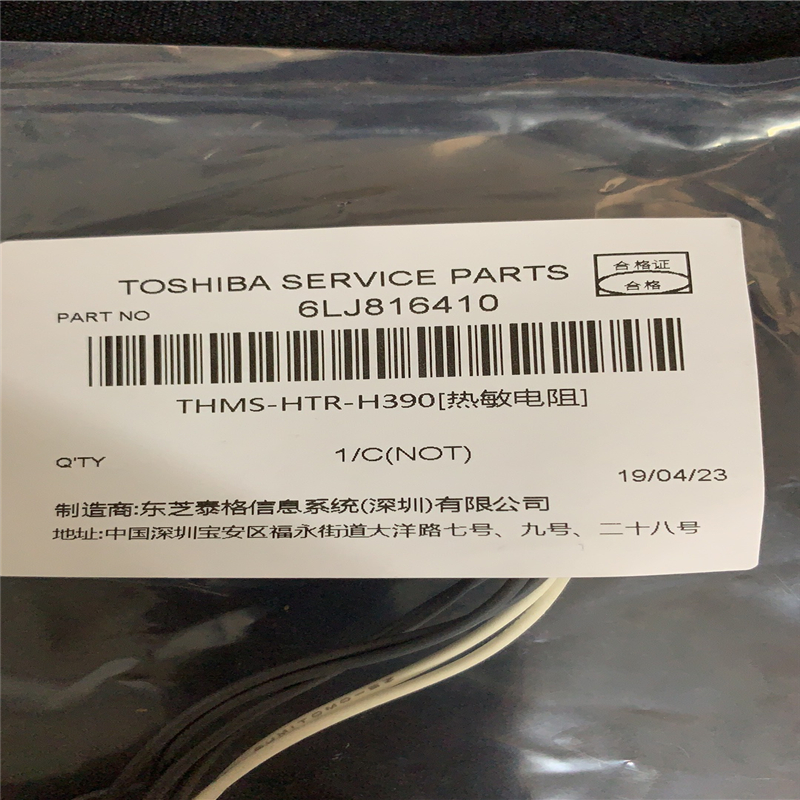 TOSHIBA SERVICE PARTS
合格证
合格
PART NO
6LJ816410
THMS-HTR-H390[热敏电阻]
Q'TY
1/C(NOT)
19/04/23
制造商:东芝泰格信息系统(深圳)有限公司
地址:中国深圳宝安区福永街道大洋路七号、九号、二十八号